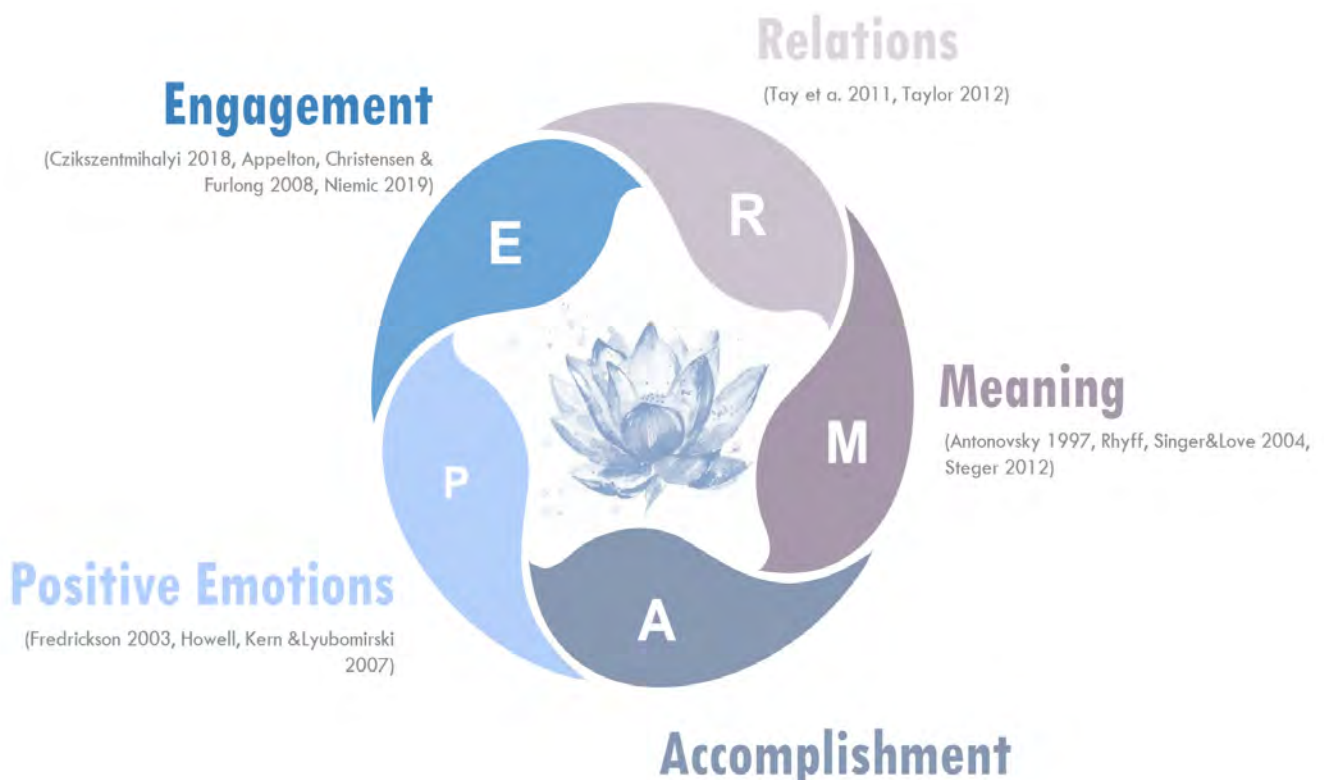 Relations
(Tay et a. 2011, Taylor 2012)
Engagement
(Czikszentmihalyi 2018, Appelton, Christensen &
Furlong 2008, Niemic 2019)
E
R
Meaning
(Antonovsky 1997, Rhyff, Singer&Love 2004,
Steger 2012)
M
P
Positive Emotions
(Fredrickson 2003, Howell, Kern &Lyubomirski
2007)
A
Accomplishment